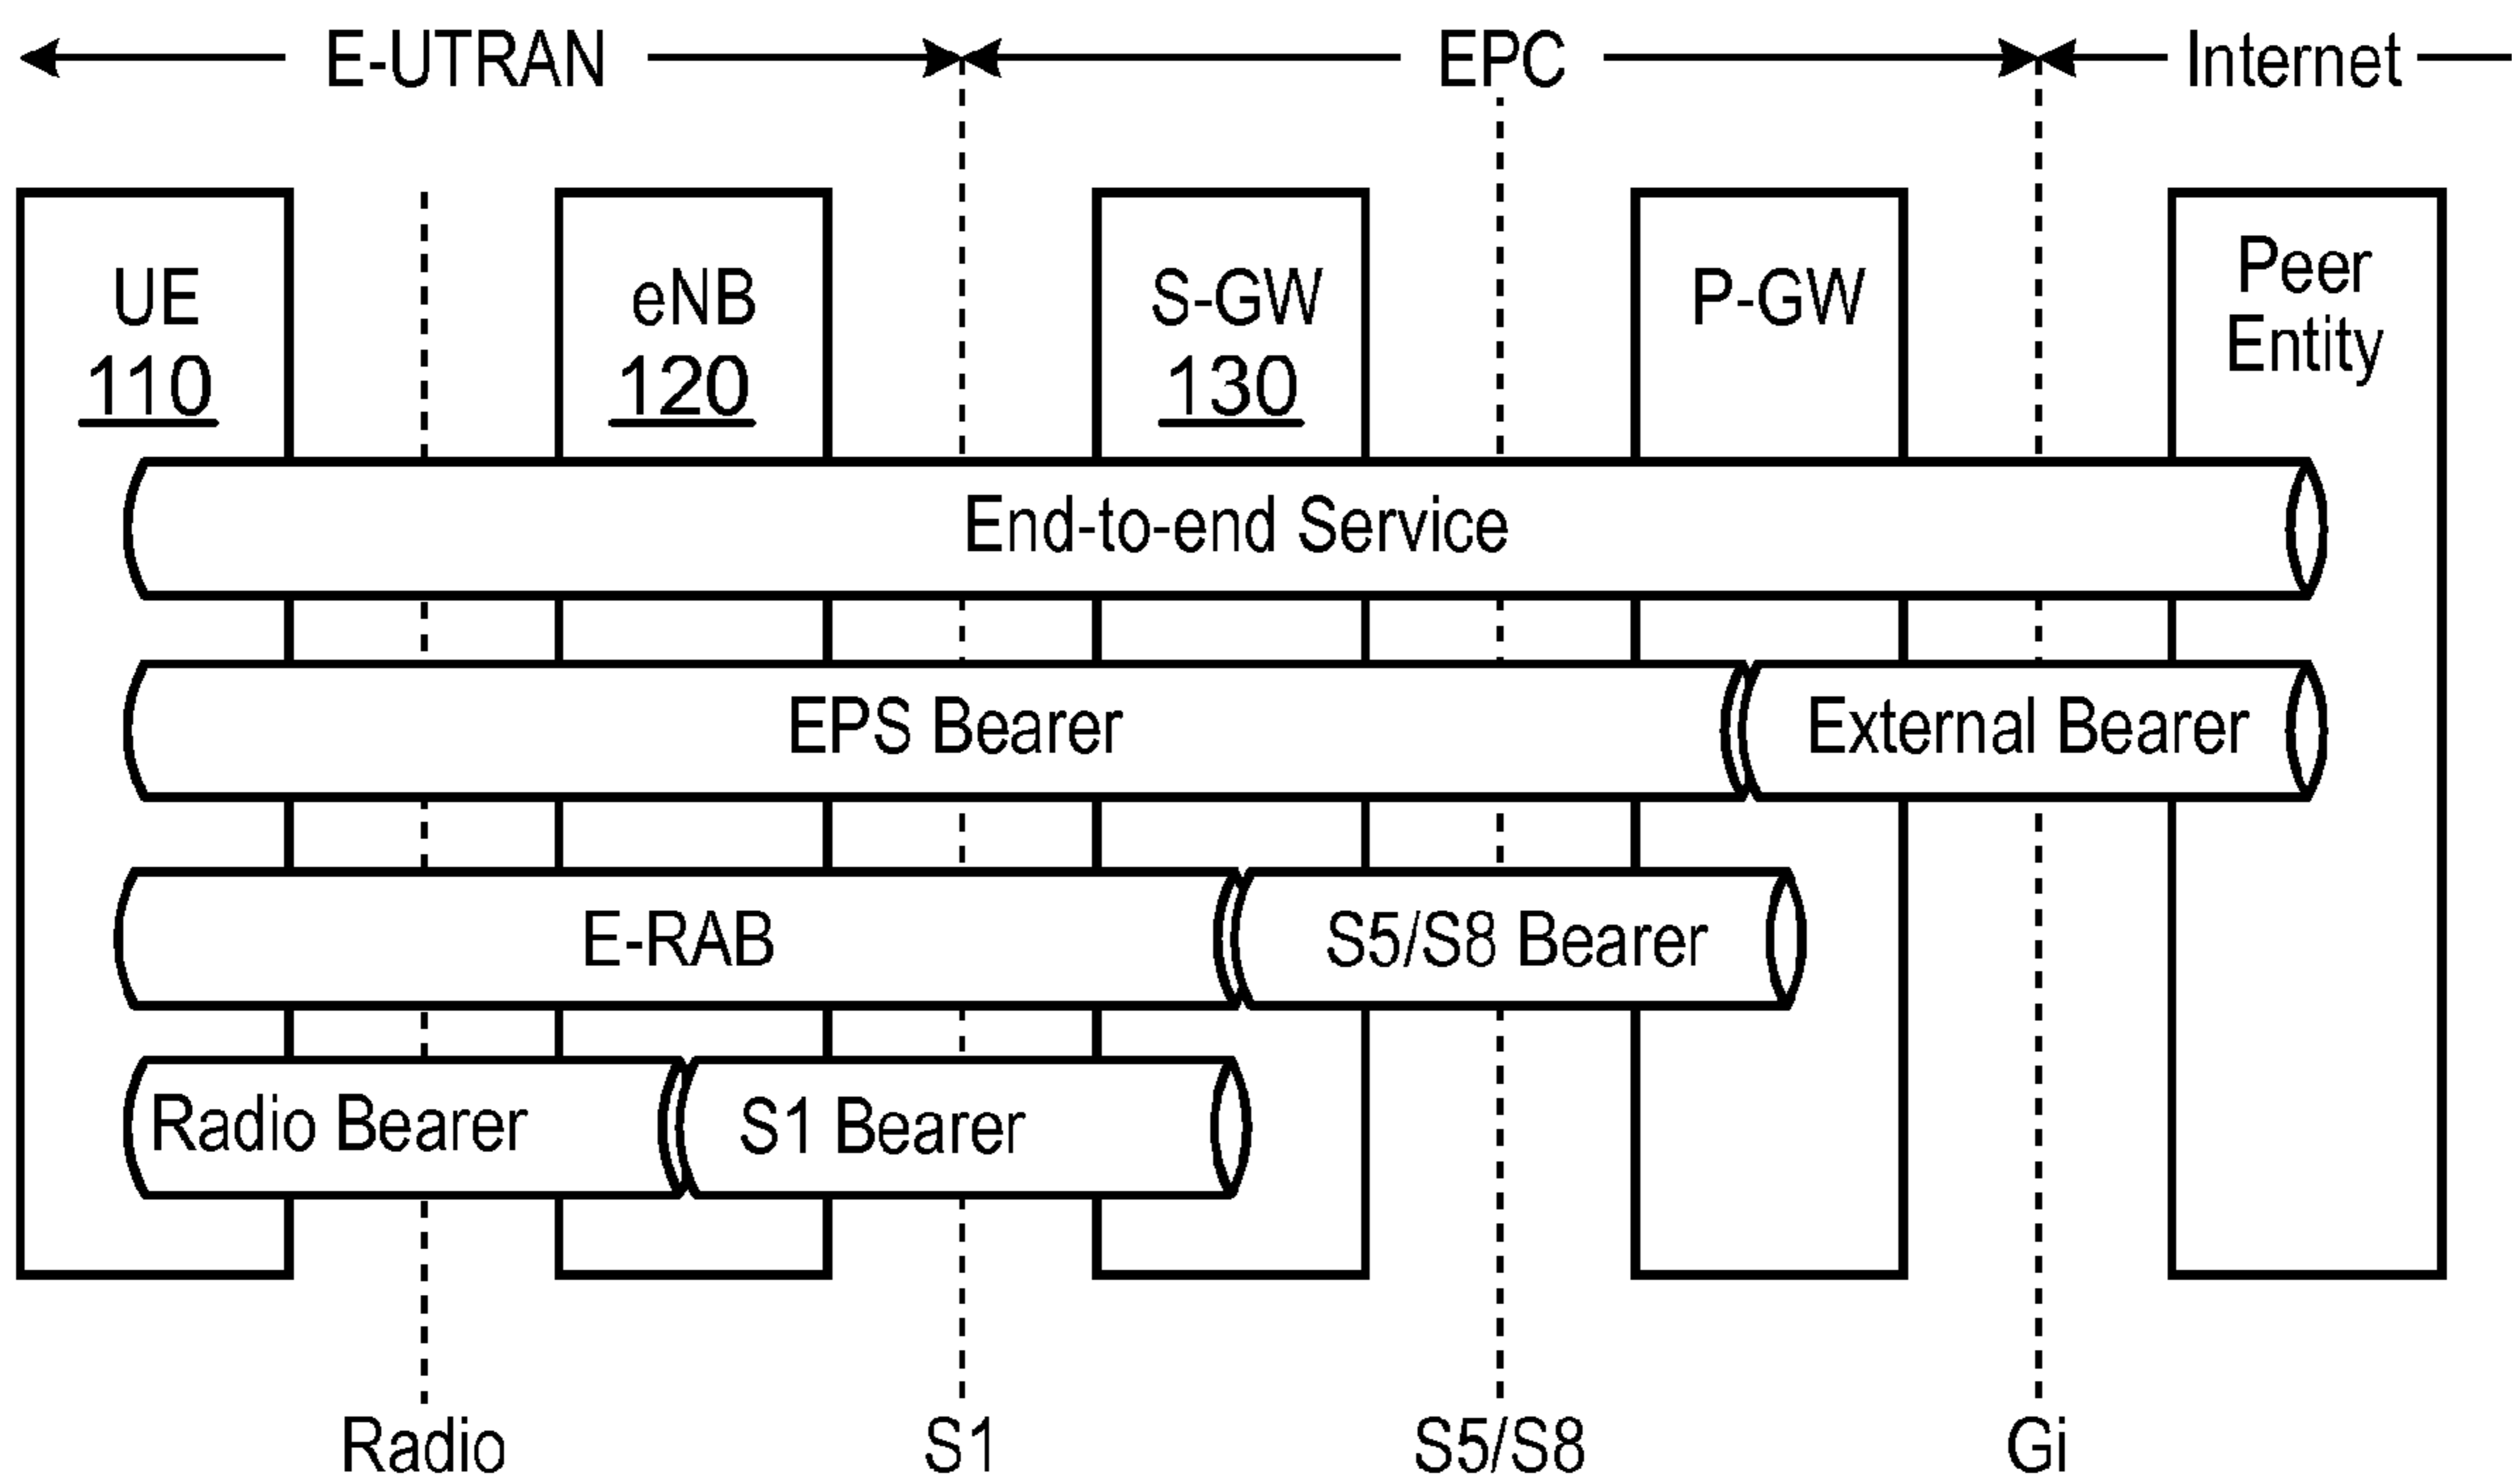 E-UTRAN
EPC
Internet
UE
110
eNB
120
S-GW
130
P-GW
Peer
Entity
End-to-end Service
EPS Bearer
External Bearer
E-RAB
S5/S8 Bearer
Radio Bearer
S1 Bearer
Radio
S1
S5/S8
Gi